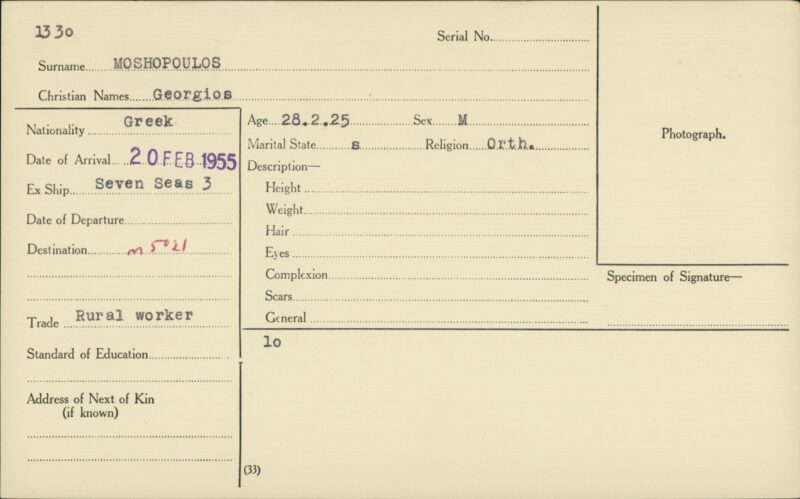 1330
Serial No.
Surname MOSHOPOULOS
Christian Names Georgios
Nationality Greek
Date of Arrival 20 FEB 1955
Ex Ship Seven Seas 3
Date of Departure
Destination m 5021
Trade Rural worker
Standard of Education
Address of Next of Kin
(if known)
Age 28.2.25 Sex M
Marital State s Religion Orth.
Description—
Height
Weight
Hair
Eyes
Complexion
Scars
General
lo
(33)
Photograph.
Specimen of Signature—